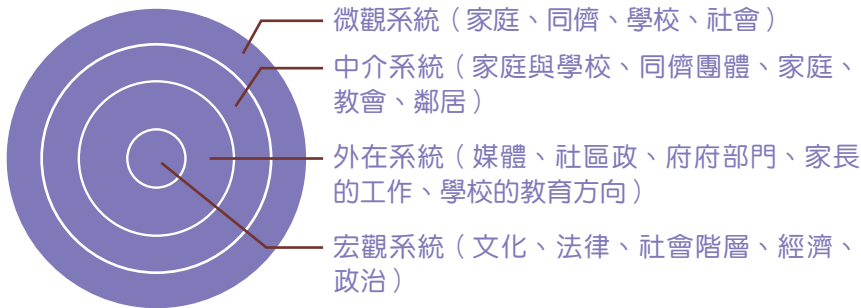 微觀系統（家庭、同儕、學校、社會）
中介系統（家庭與學校、同儕團體、家庭、
教會、鄰居）
外在系統（媒體、社區政、府府部門、家長
的工作、學校的教育方向）
宏觀系統（文化、法律、社會階層、經濟、
政治）